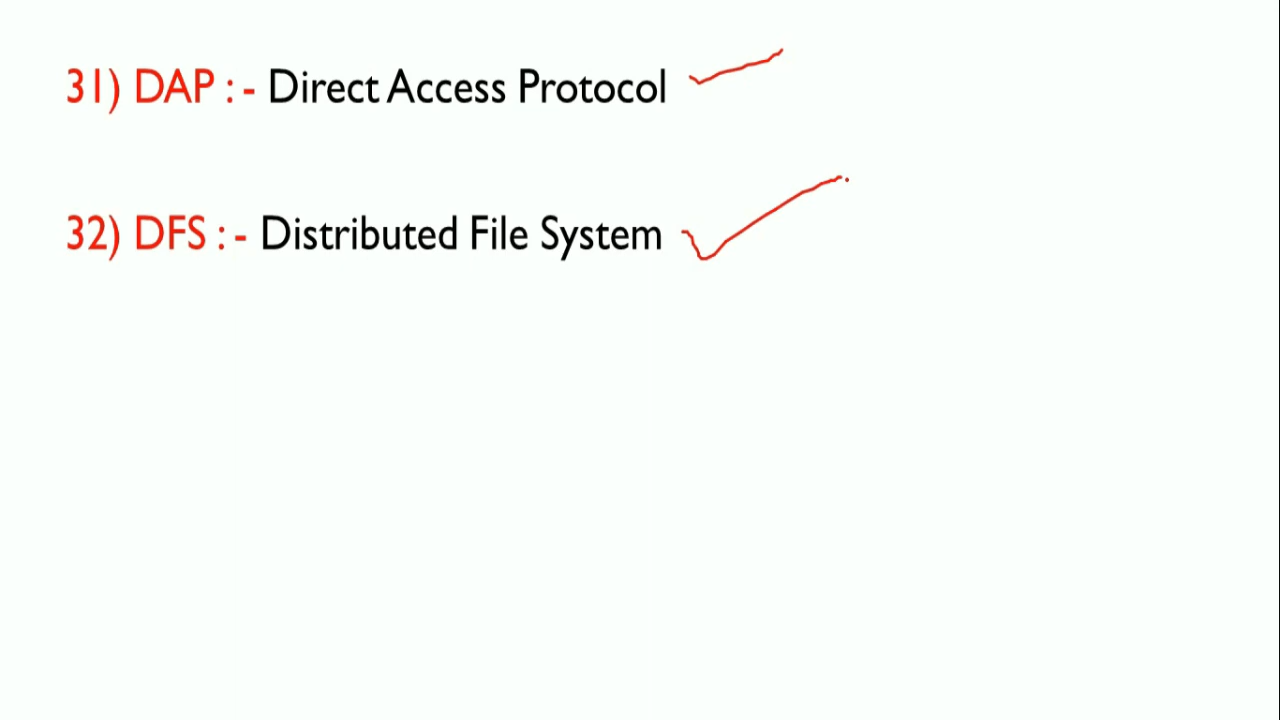 31) DAP : - Direct Access Protocol
32) DFS : - Distributed File System